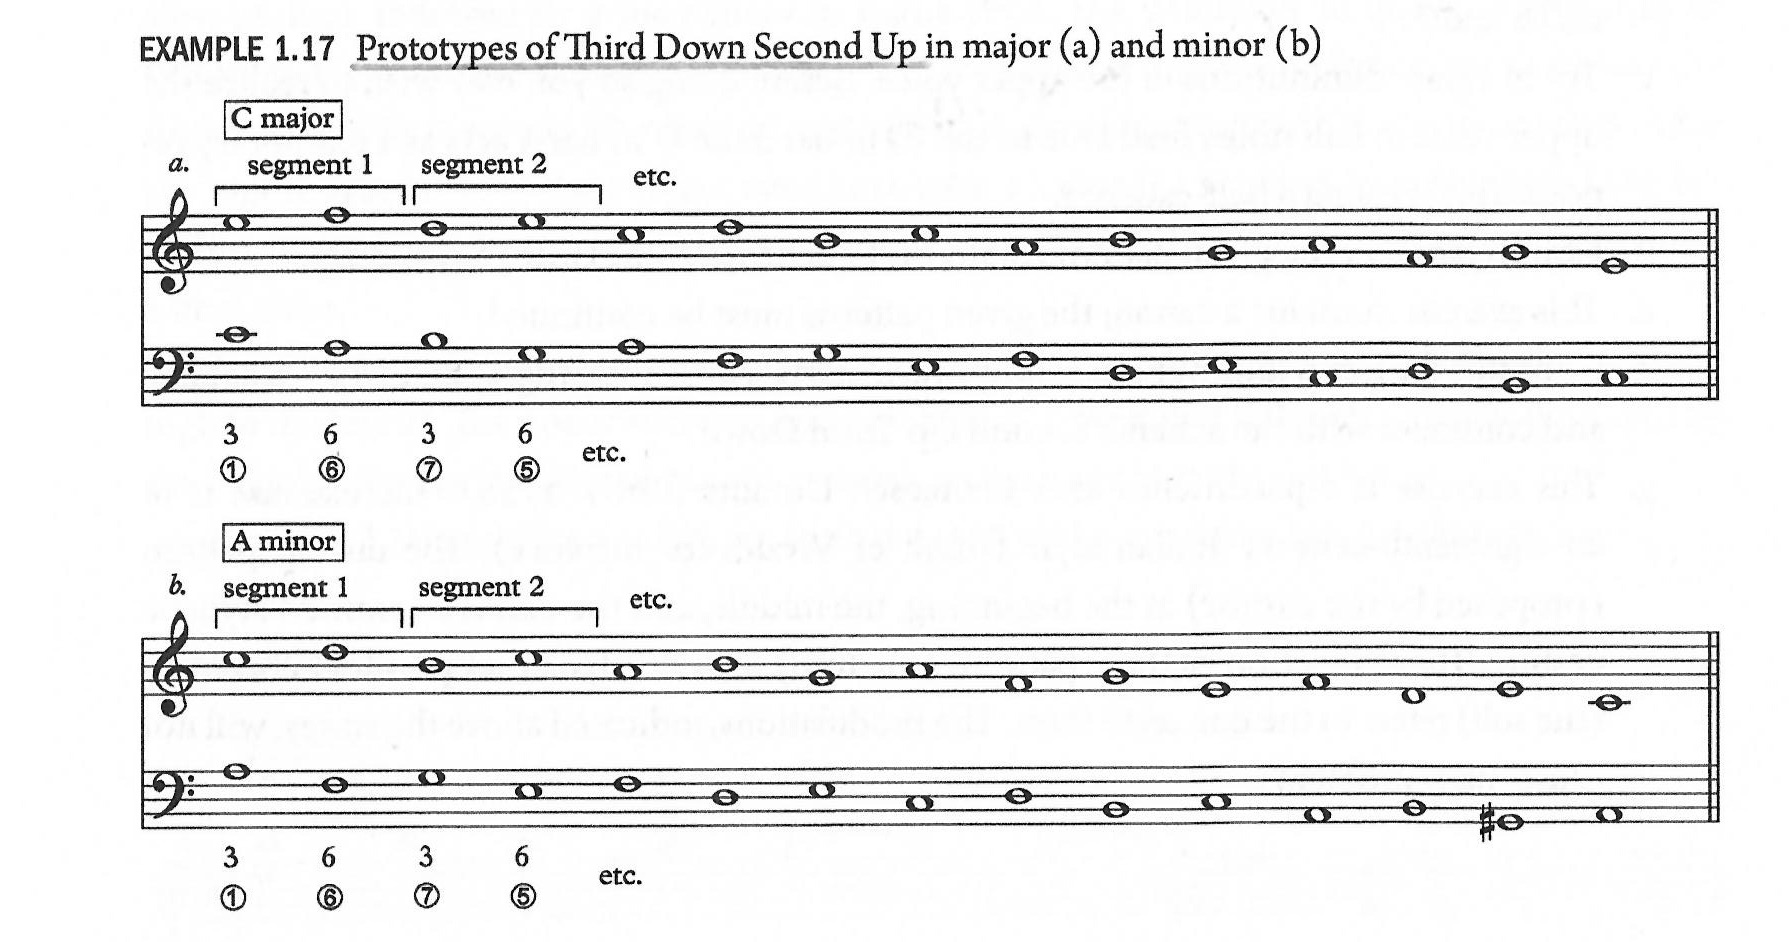 EXAMPLE 1.17 Prototypes of Third Down Second Up in major (a) and minor (b)
C major
a. segment 1 segment 2 etc.
3 6 3 6
① ⑥ ⑦ ⑤ etc.
A minor
b. segment 1 segment 2 etc.
3 6 3 6
① ⑥ ⑦ ⑤ etc.